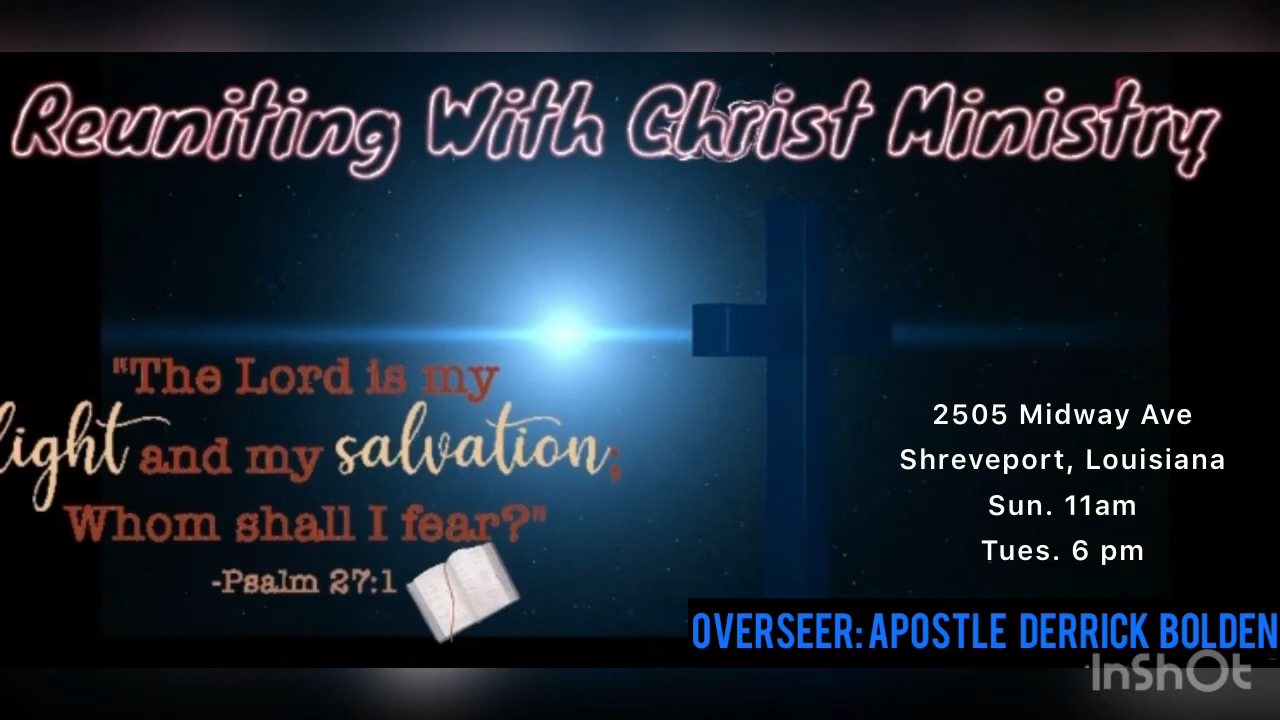 Reuniting With Christ Ministry
"The Lord is my
light and my salvation;
Whom shall I fear?"
-Psalm 27:1
2505 Midway Ave
Shreveport, Louisiana
Sun. 11am
Tues. 6 pm
OVERSEER: APOSTLE DERRICK BOLDEN
InShOt